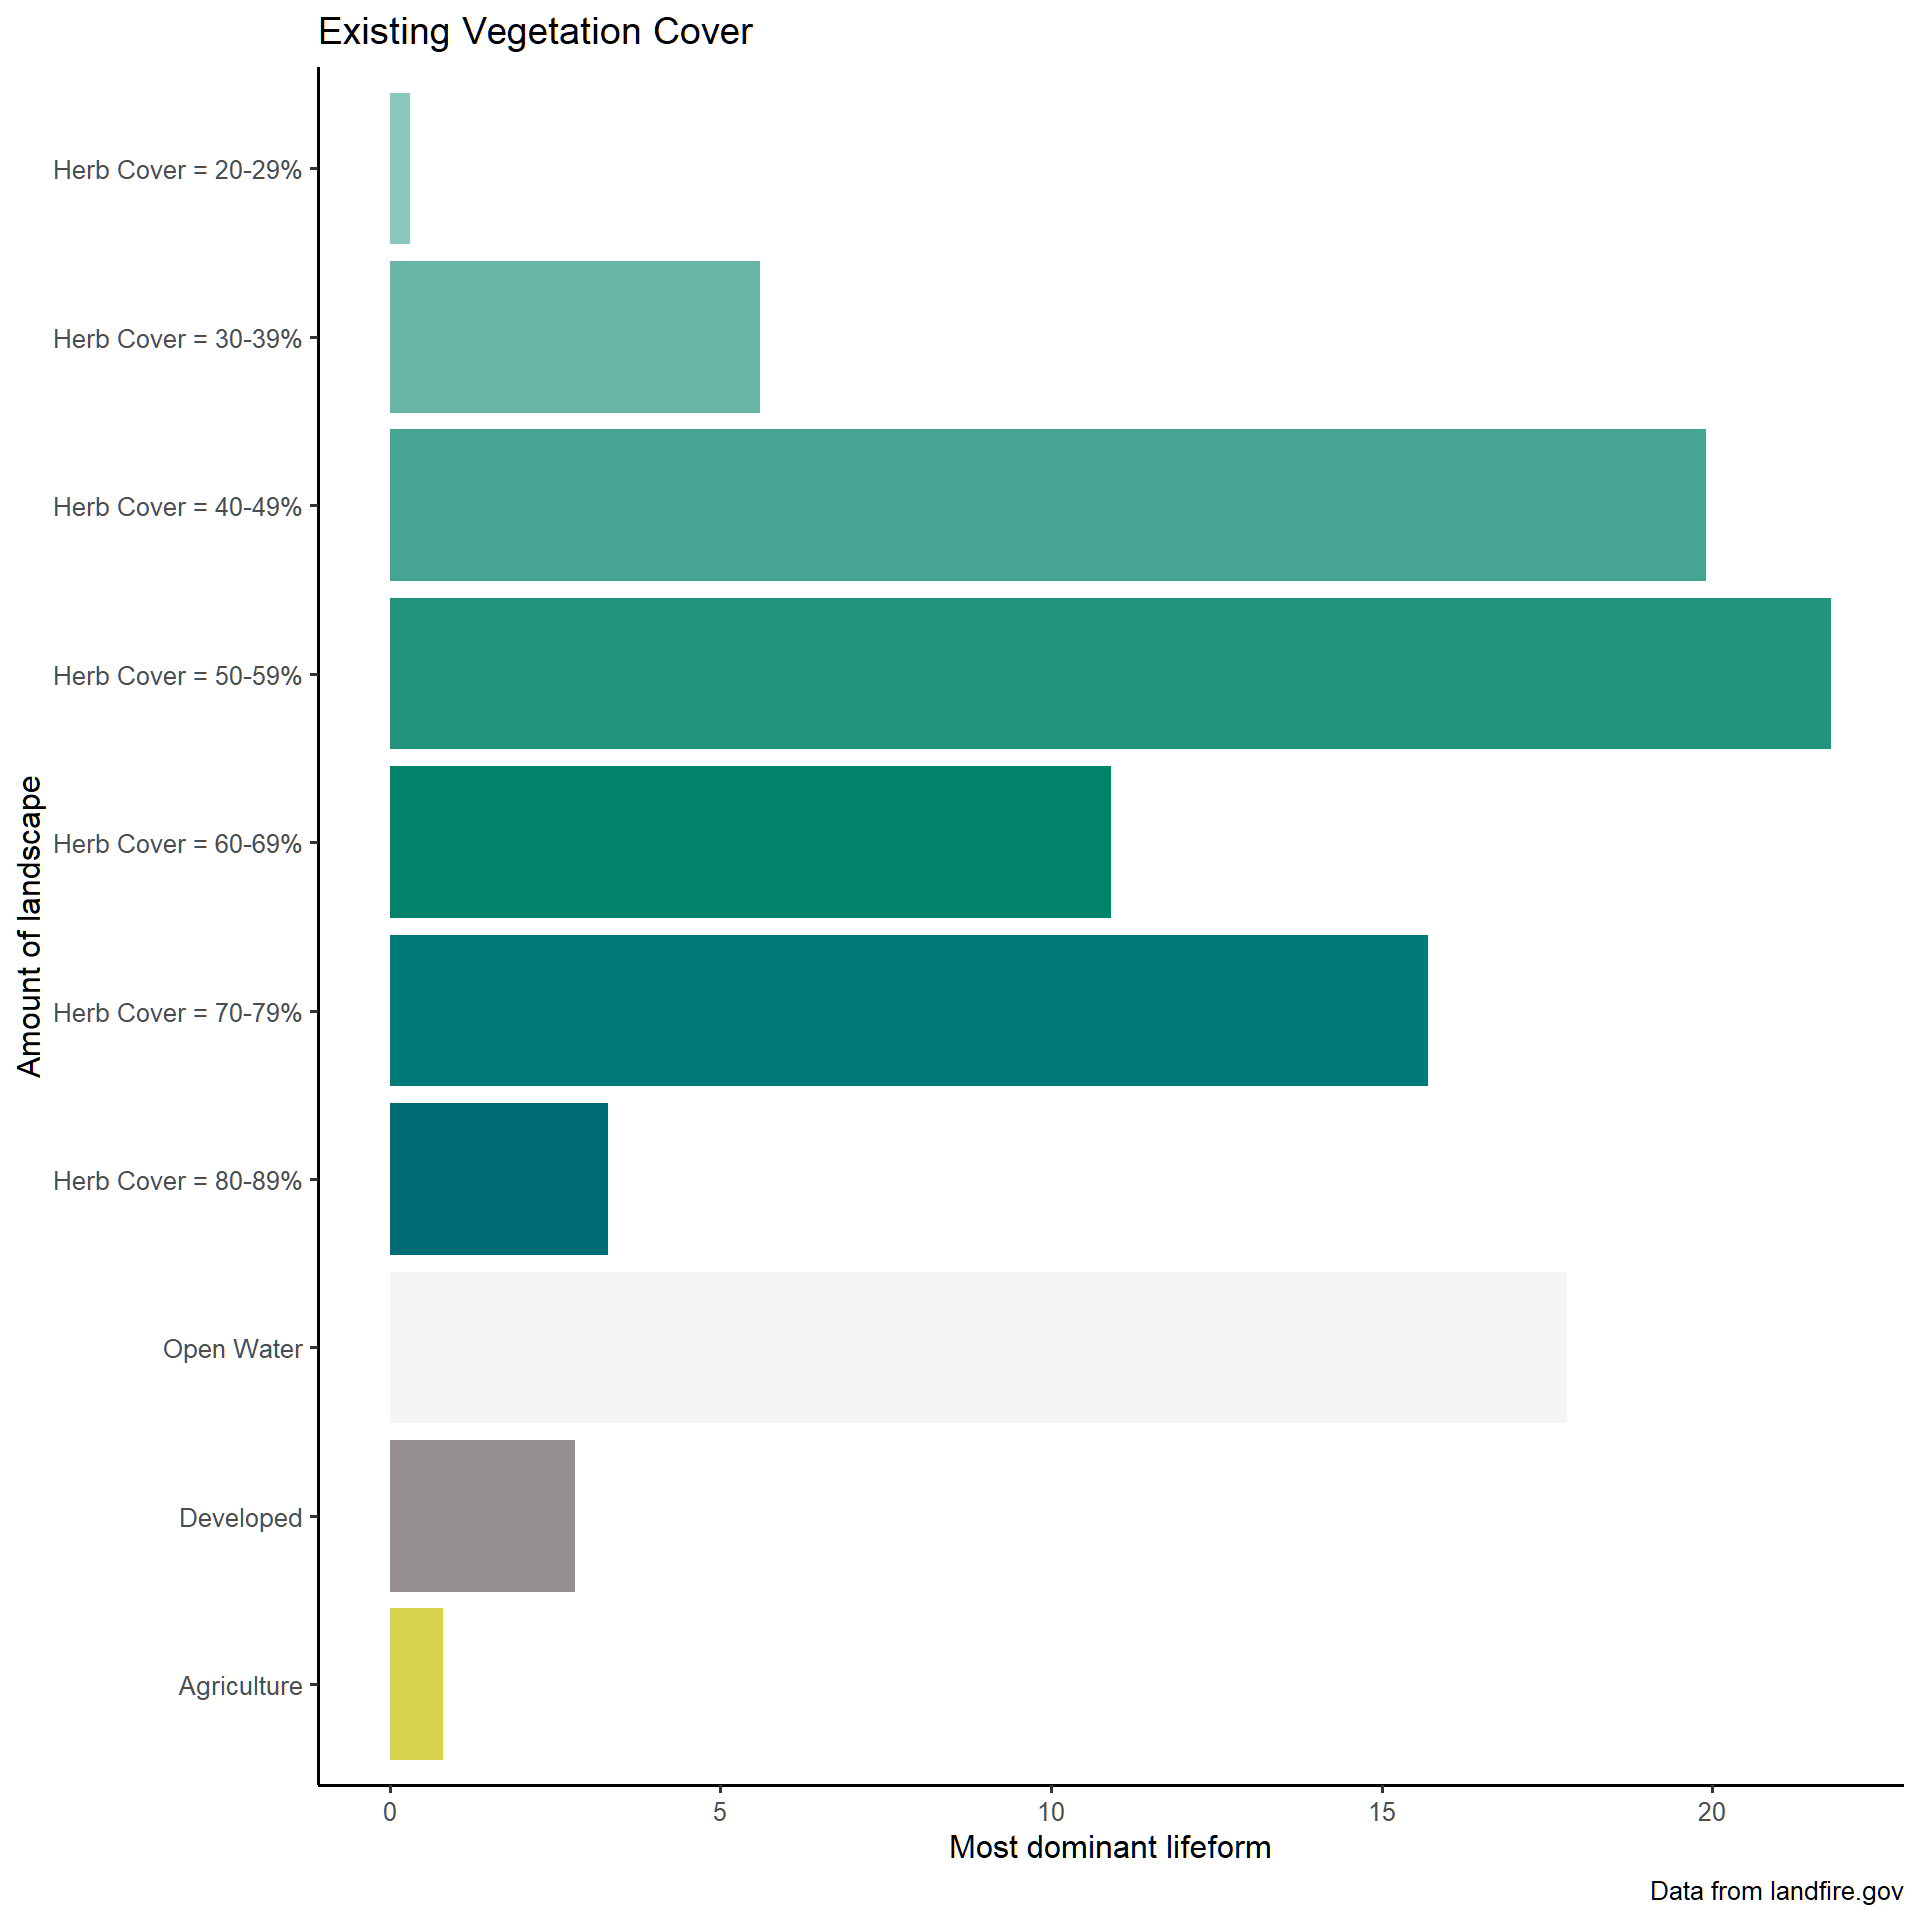 Existing Vegetation Cover
Herb Cover = 20-29%
Herb Cover = 30-39%
Herb Cover = 40-49%
Herb Cover = 50-59%
Herb Cover = 60-69%
Herb Cover = 70-79%
Herb Cover = 80-89%
Open Water
Developed
Agriculture
Amount of landscape
0 5 10 15 20
Most dominant lifeform
Data from landfire.gov